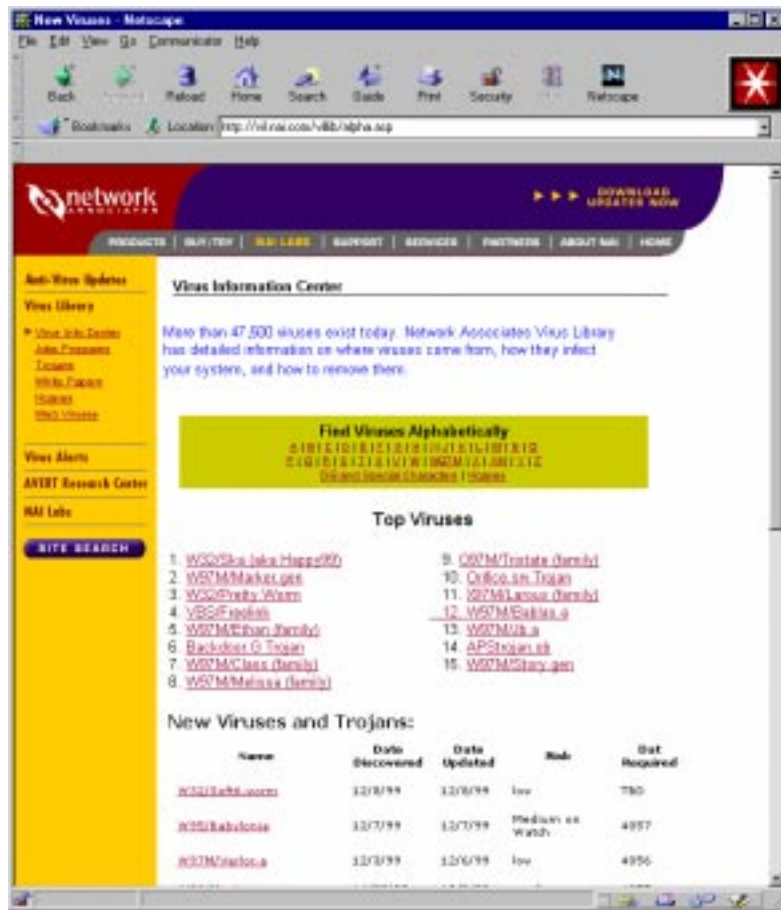 New Viruses - Netscape
File Edit View Go Communicator Help
Back Reload Home Search Guide Print Security Netscape
Bookmarks Location http://vil.nai.com/villib/alpha.asp
network
ASSOCIATES
DOWNLOAD
UPDATES NOW
PRODUCTS | BUY/TRY | NAI LABS | SUPPORT | SERVICES | PARTNERS | ABOUT NAI | HOME
Anti-Virus Updates
Virus Library
Virus Info Center
Joke Programs
Trojans
White Papers
Hoaxes
Web Viruses
Virus Alerts
AVERT Research Center
NAI Labs
SITE SEARCH
Virus Information Center
More than 47,500 viruses exist today. Network Associates Virus Library
has detailed information on where viruses come from, how they infect
your system, and how to remove them.
Find Viruses Alphabetically
Top Viruses
1. W32/Ska (aka Happy99)
2. W97M/Marker.gen
3. W32/Pretty Worm
4. VBS/Freelink
5. W97M/Ethan (family)
6. Backdoor G Trojan
7. W97M/Class (family)
8. W97M/Melissa (family)
9. O97M/Tristate (family)
10. Orifice.srv Trojan
11. X97M/Laroux (family)
12. W97M/Bablas.a
13. W97M/Jb.a
14. APStrojan.ob
15. W97M/Story.gen
New Viruses and Trojans:
Name Date Discovered Date Updated Risk Dat Required
12/8/99 12/8/99 low TBD
W95/Babylonia 12/7/99 12/7/99 Medium on Watch 4057
12/3/99 12/6/99 low 4056